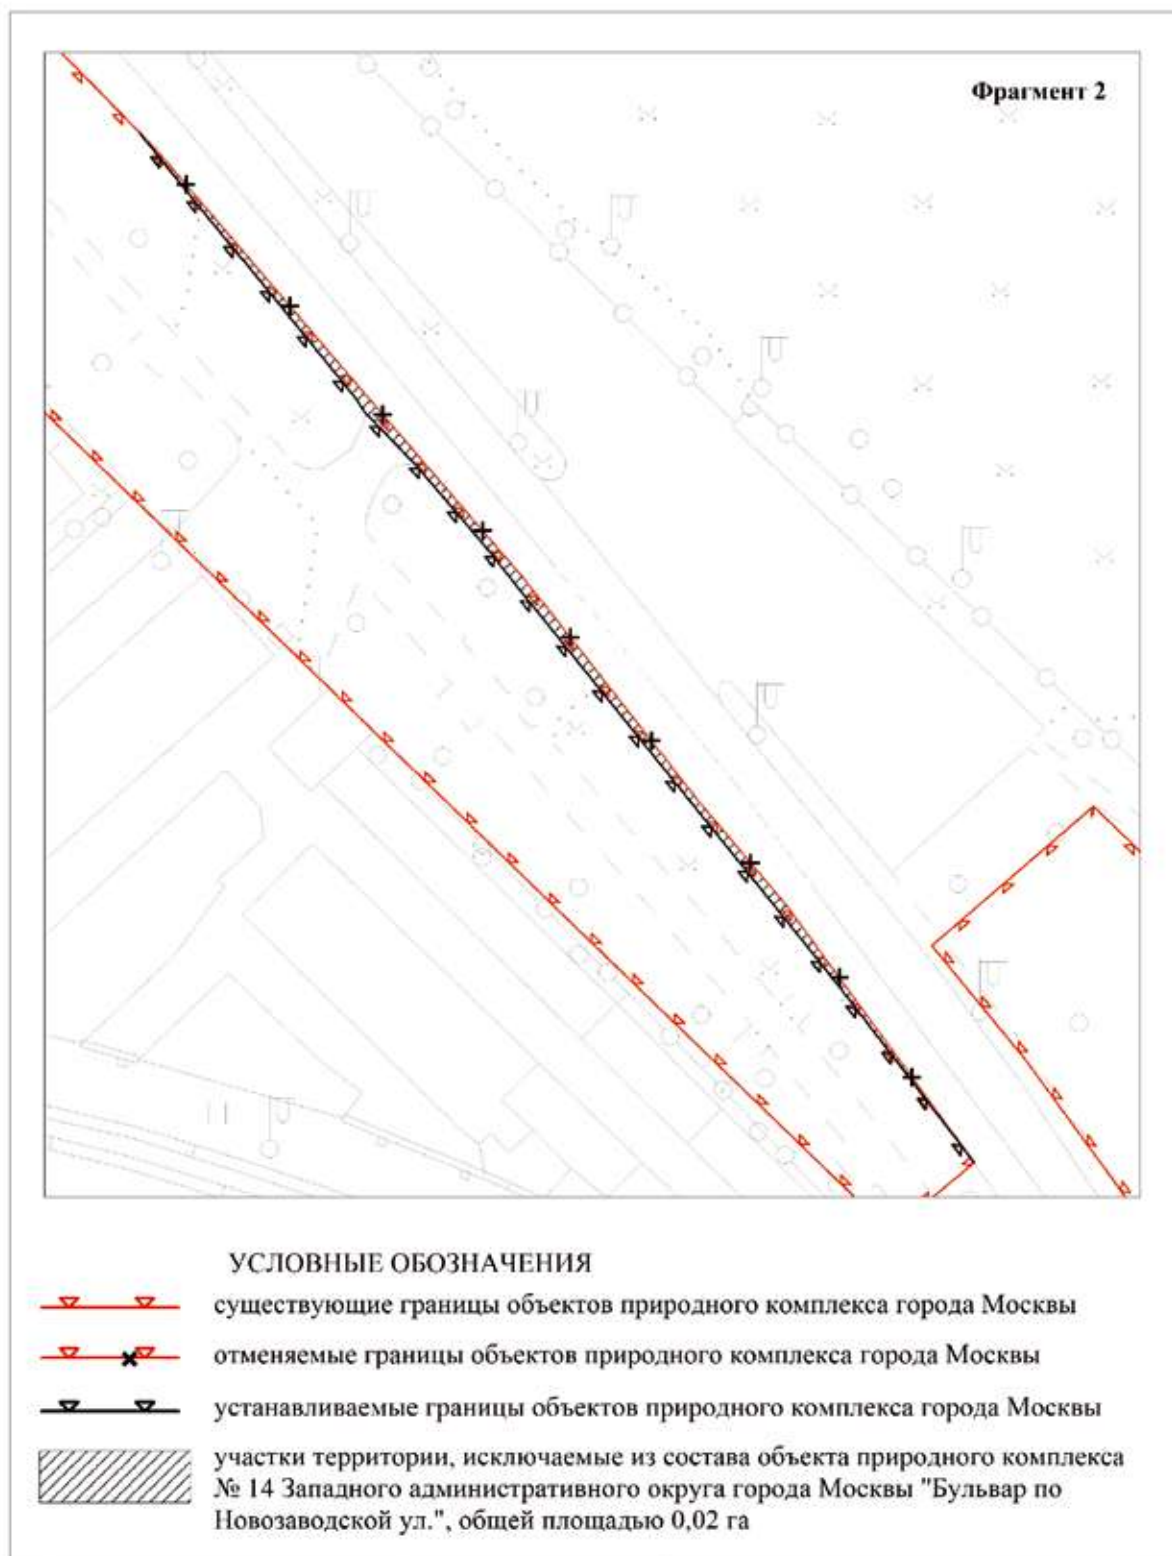 Фрагмент 2
УСЛОВНЫЕ ОБОЗНАЧЕНИЯ
существующие границы объектов природного комплекса города Москвы
отменяемые границы объектов природного комплекса города Москвы
устанавливаемые границы объектов природного комплекса города Москвы
участки территории, исключаемые из состава объекта природного комплекса
№ 14 Западного административного округа города Москвы "Бульвар по
Новозаводской ул.", общей площадью 0,02 га